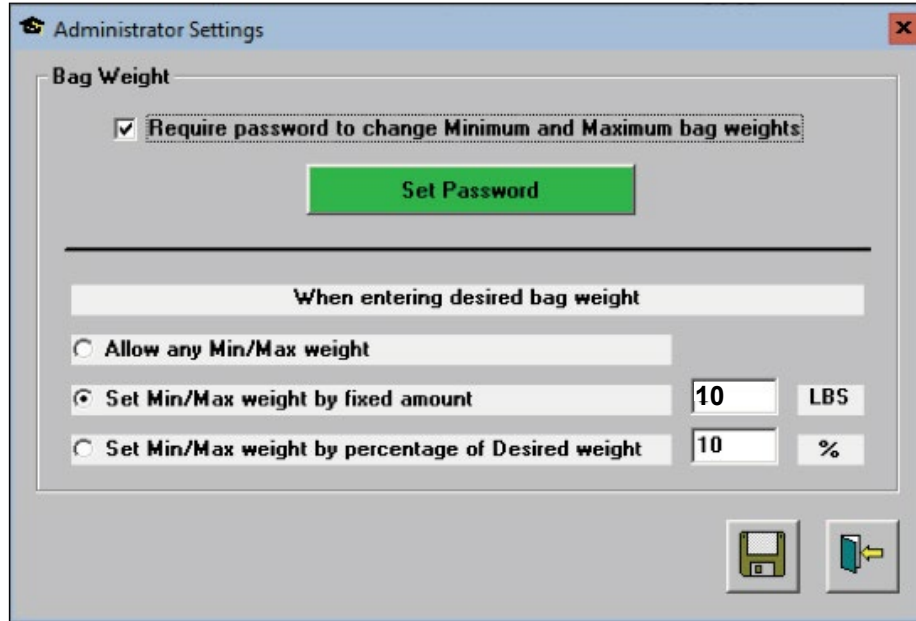 Administrator Settings
Bag Weight
Require password to change Minimum and Maximum bag weights
Set Password
When entering desired bag weight
Allow any Min/Max weight
Set Min/Max weight by fixed amount 10 LBS
Set Min/Max weight by percentage of Desired weight 10 %